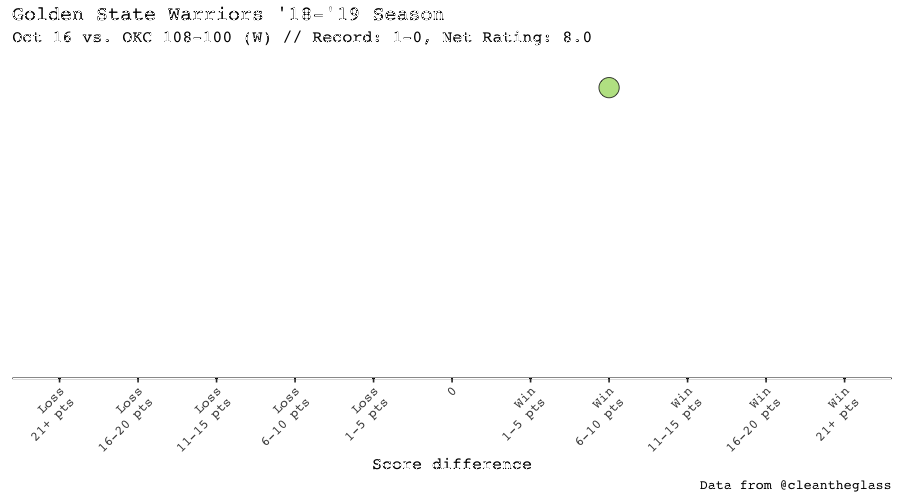 Golden State Warriors '18-'19 Season
Oct 16 vs. OKC 108-100 (W) // Record: 1-0, Net Rating: 8.0
Loss
21+ pts
Loss
16-20 pts
Loss
11-15 pts
Loss
6-10 pts
Loss
1-5 pts
0
Win
1-5 pts
Win
6-10 pts
Win
11-15 pts
Win
16-20 pts
Win
21+ pts
Score difference
Data from @cleantheglass